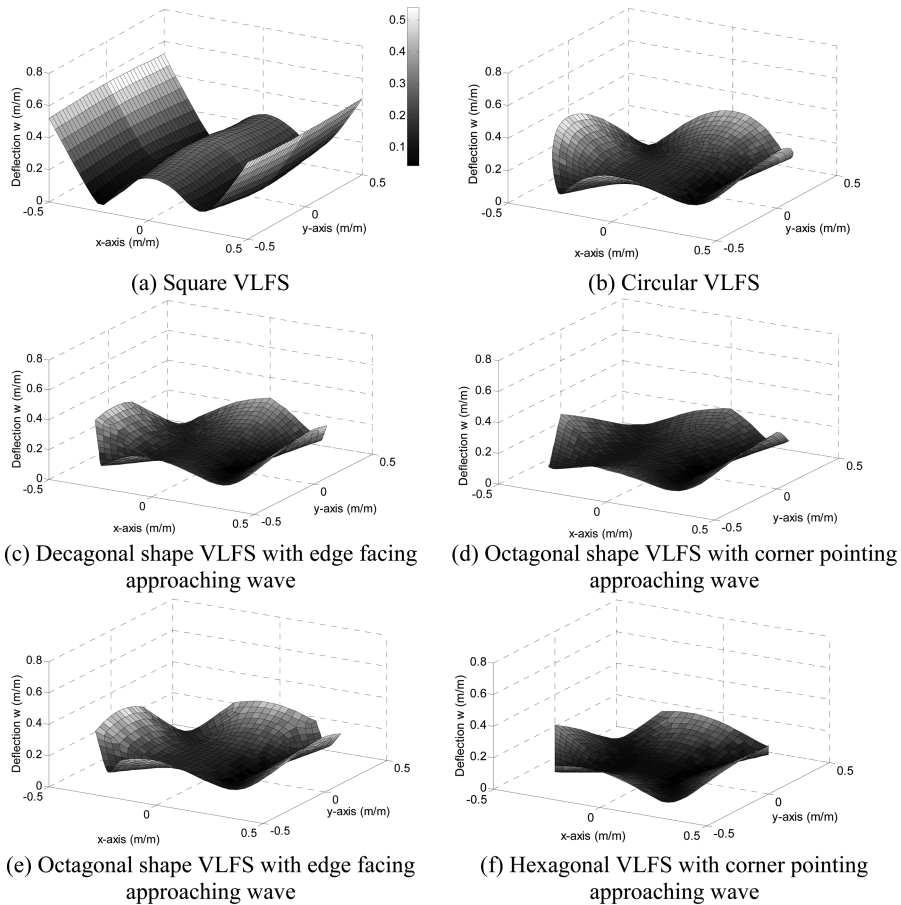 0.8
0.6
0.4
0.2
0
Deflection w (m/m)
-0.5
0
0.5
x-axis (m/m)
-0.5
0
0.5
y-axis (m/m)
0.5
0.4
0.3
0.2
0.1
(a) Square VLFS
0.8
0.6
0.4
0.2
0
Deflection w (m/m)
-0.5
0
0.5
x-axis (m/m)
-0.5
0
0.5
y-axis (m/m)
(b) Circular VLFS
0.8
0.6
0.4
0.2
0
Deflection w (m/m)
-0.5
0
0.5
x-axis (m/m)
-0.5
0
0.5
y-axis (m/m)
(c) Decagonal shape VLFS with edge facing
approaching wave
0.8
0.6
0.4
0.2
0
Deflection w (m/m)
-0.5
0
0.5
x-axis (m/m)
-0.5
0
0.5
y-axis (m/m)
(d) Octagonal shape VLFS with corner pointing
approaching wave
0.8
0.6
0.4
0.2
0
Deflection w (m/m)
-0.5
0
0.5
x-axis (m/m)
-0.5
0
0.5
y-axis (m/m)
(e) Octagonal shape VLFS with edge facing
approaching wave
0.8
0.6
0.4
0.2
0
Deflection w (m/m)
-0.5
0
0.5
x-axis (m/m)
-0.5
0
0.5
y-axis (m/m)
(f) Hexagonal VLFS with corner pointing
approaching wave